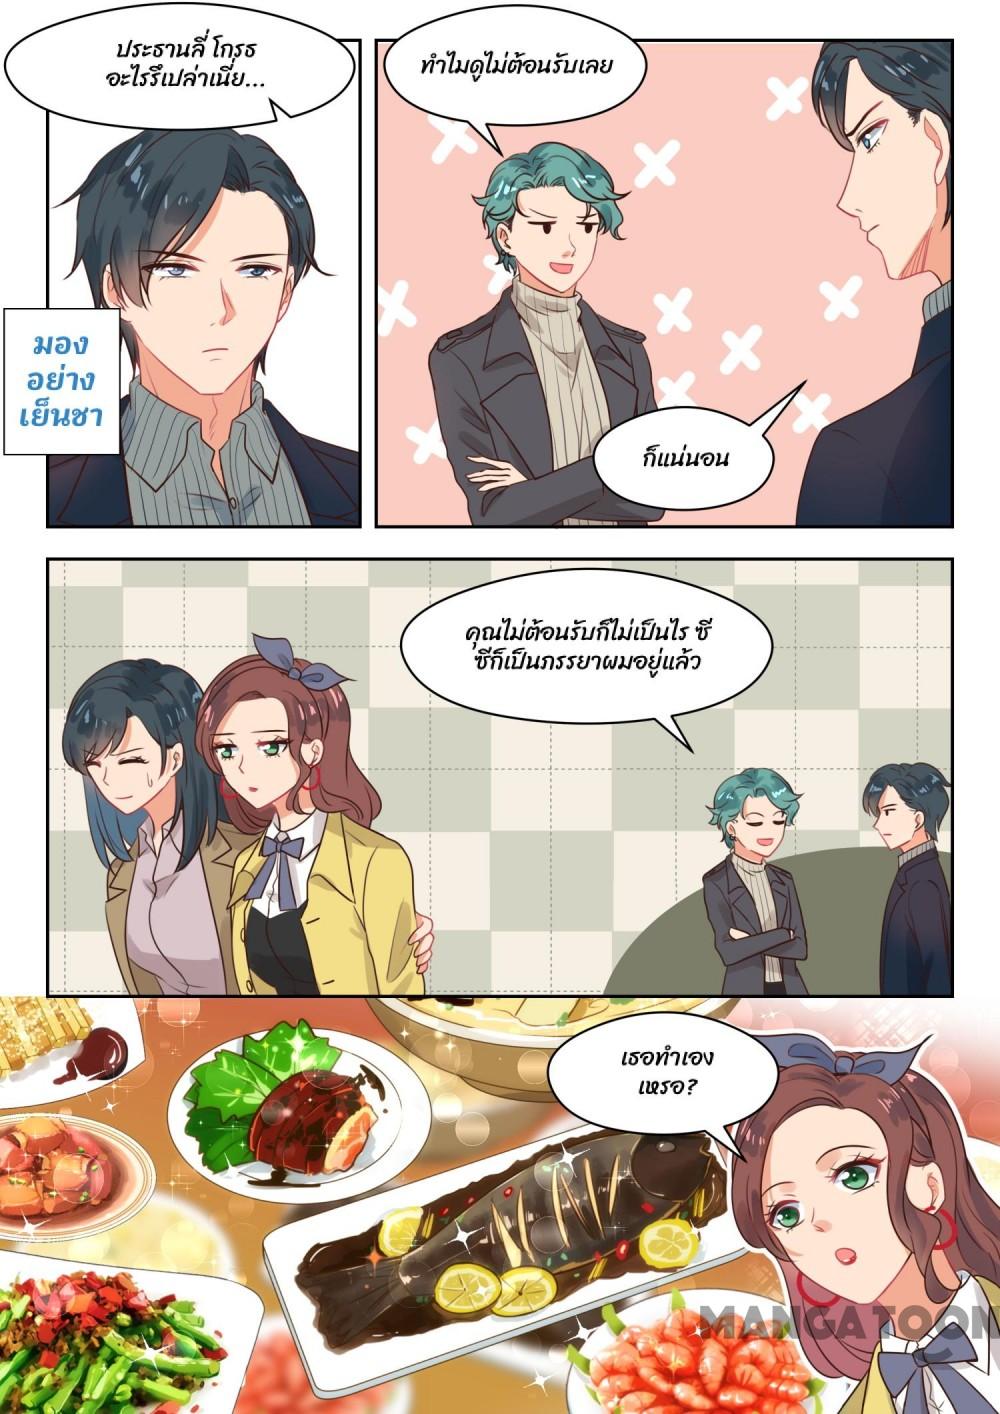 ประธานลี่ โกรธ
อะไรรึเปล่าเนี่ย...
ทำไมดูไม่ต้อนรับเลย
มอง
อย่าง
เย็นชา
ก็แน่นอน
คุณไม่ต้อนรับก็ไม่เป็นไร ซี
ซีก็เป็นภรรยาผมอยู่แล้ว
เธอทำเอง
เหรอ?
MANGATOON